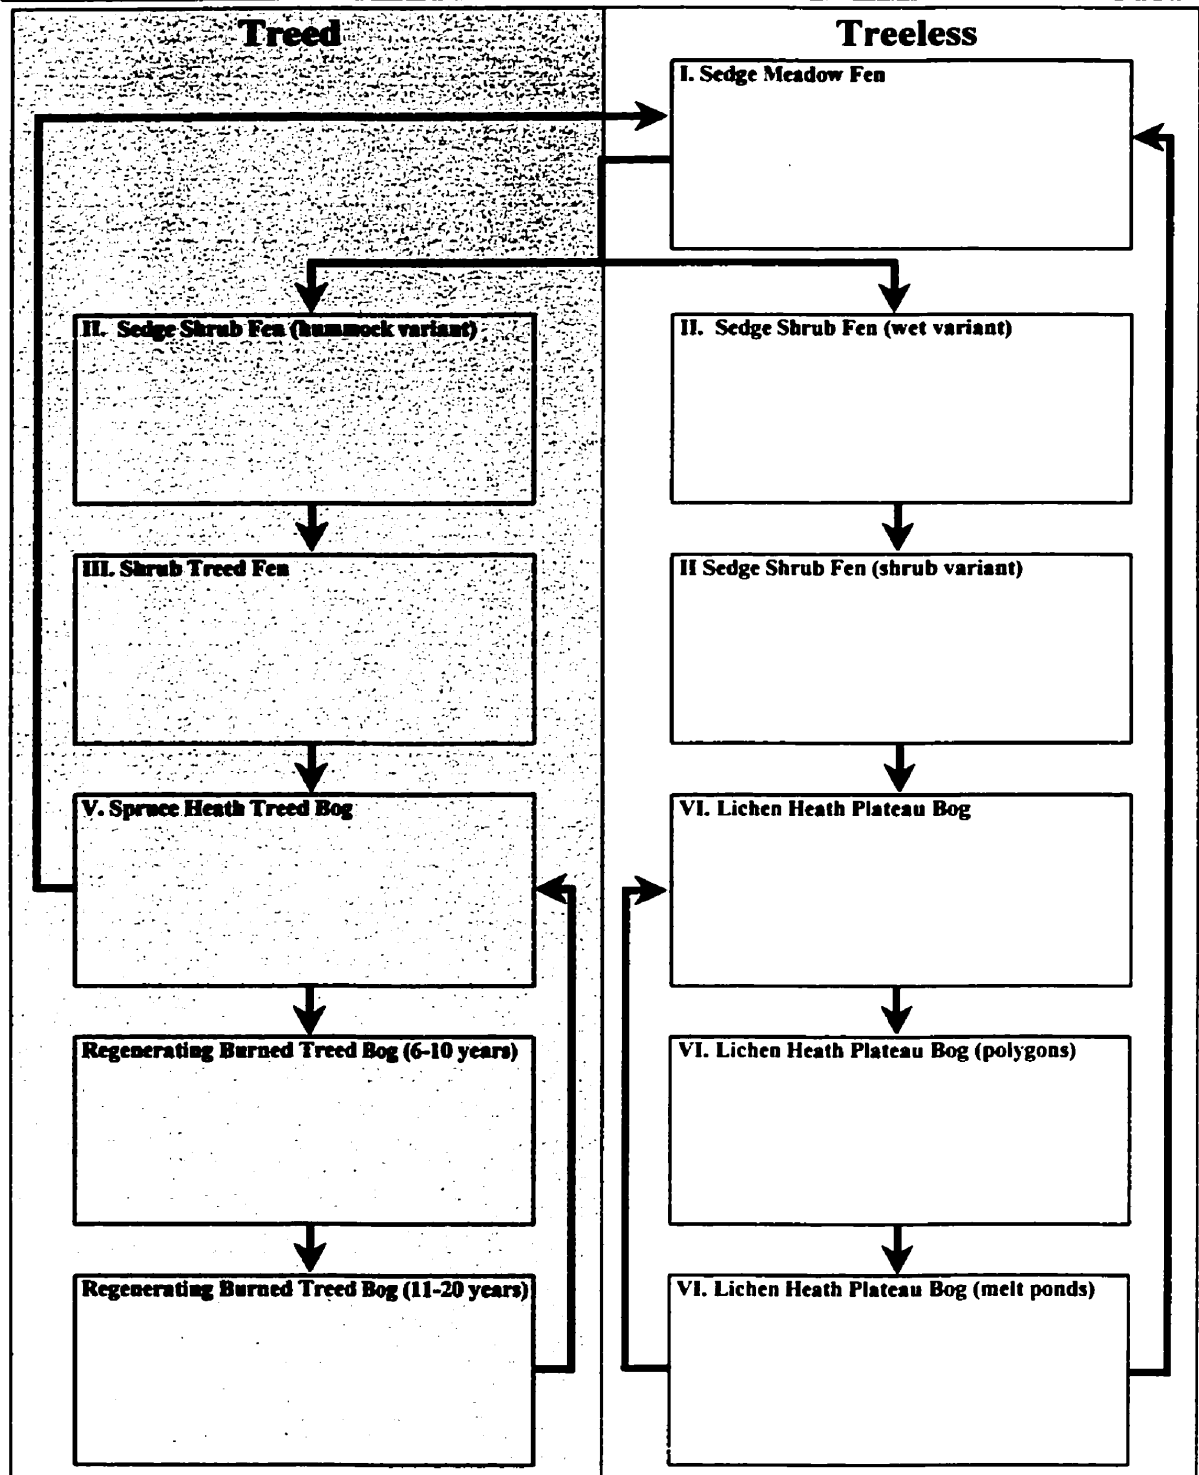 Treed
Treeless
I. Sedge Meadow Fen
II. Sedge Shrub Fen (hummock variant)
II. Sedge Shrub Fen (wet variant)
III. Shrub Treed Fen
II Sedge Shrub Fen (shrub variant)
V. Spruce Heath Treed Bog
VI. Lichen Heath Plateau Bog
Regenerating Burned Treed Bog (6-10 years)
VI. Lichen Heath Plateau Bog (polygons)
Regenerating Burned Treed Bog (11-20 years)
VI. Lichen Heath Plateau Bog (melt ponds)